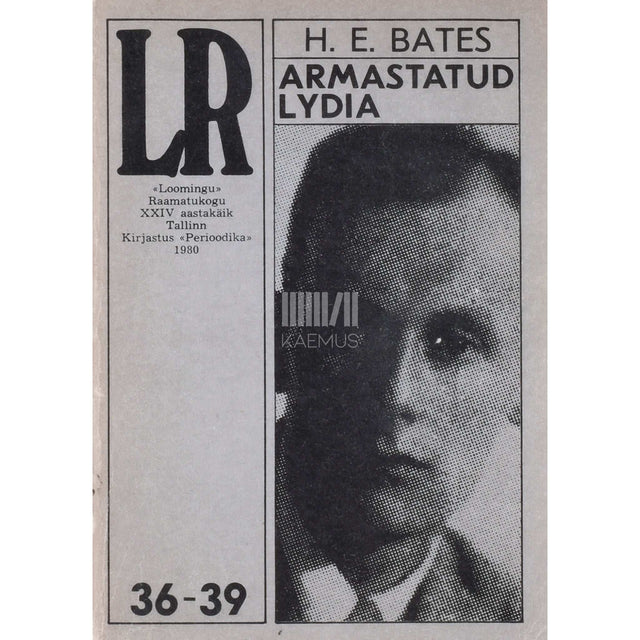 LR
«Loomingu»
Raamatukogu
XXIV aastakäik
Tallinn
Kirjastus «Perioodika»
1980
36-39
H. E. BATES
ARMASTATUD
LYDIA
KAEMUS